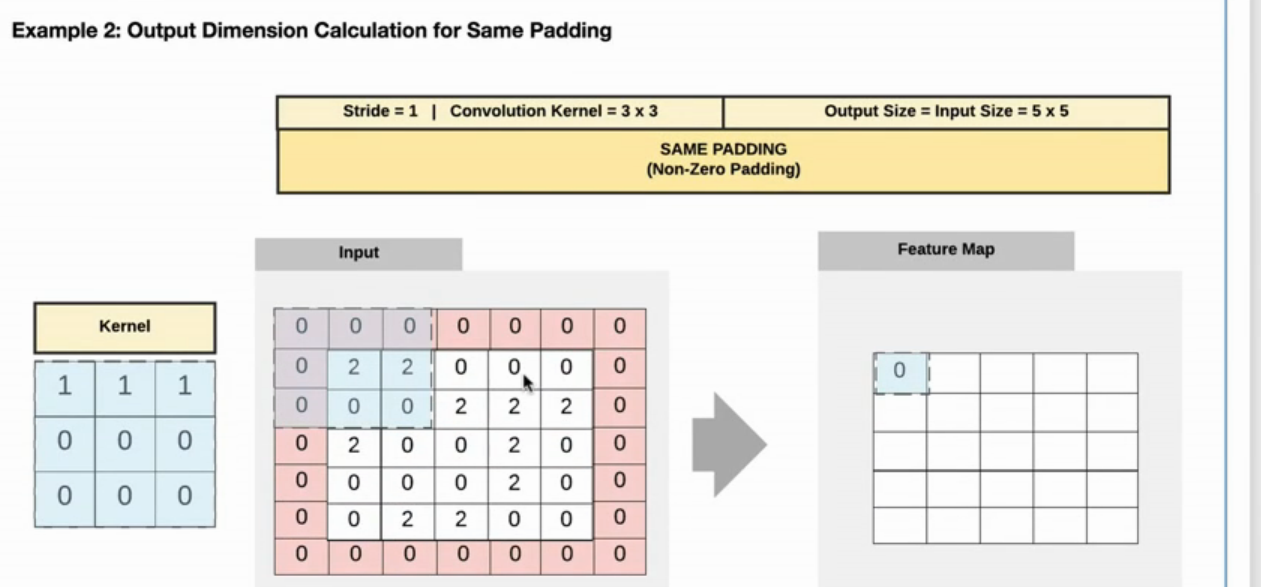 Example 2: Output Dimension Calculation for Same Padding
Stride = 1 | Convolution Kernel = 3 x 3
Output Size = Input Size = 5 x 5
SAME PADDING
(Non-Zero Padding)
Input
Feature Map
Kernel
1 1 1
0 0 0
0 0 0
0 0 0 0 0 0 0
0 2 2 0 0 0 0
0 0 0 2 2 2 0
0 2 0 0 2 0 0
0 0 0 0 2 0 0
0 0 2 2 0 0 0
0 0 0 0 0 0 0
0